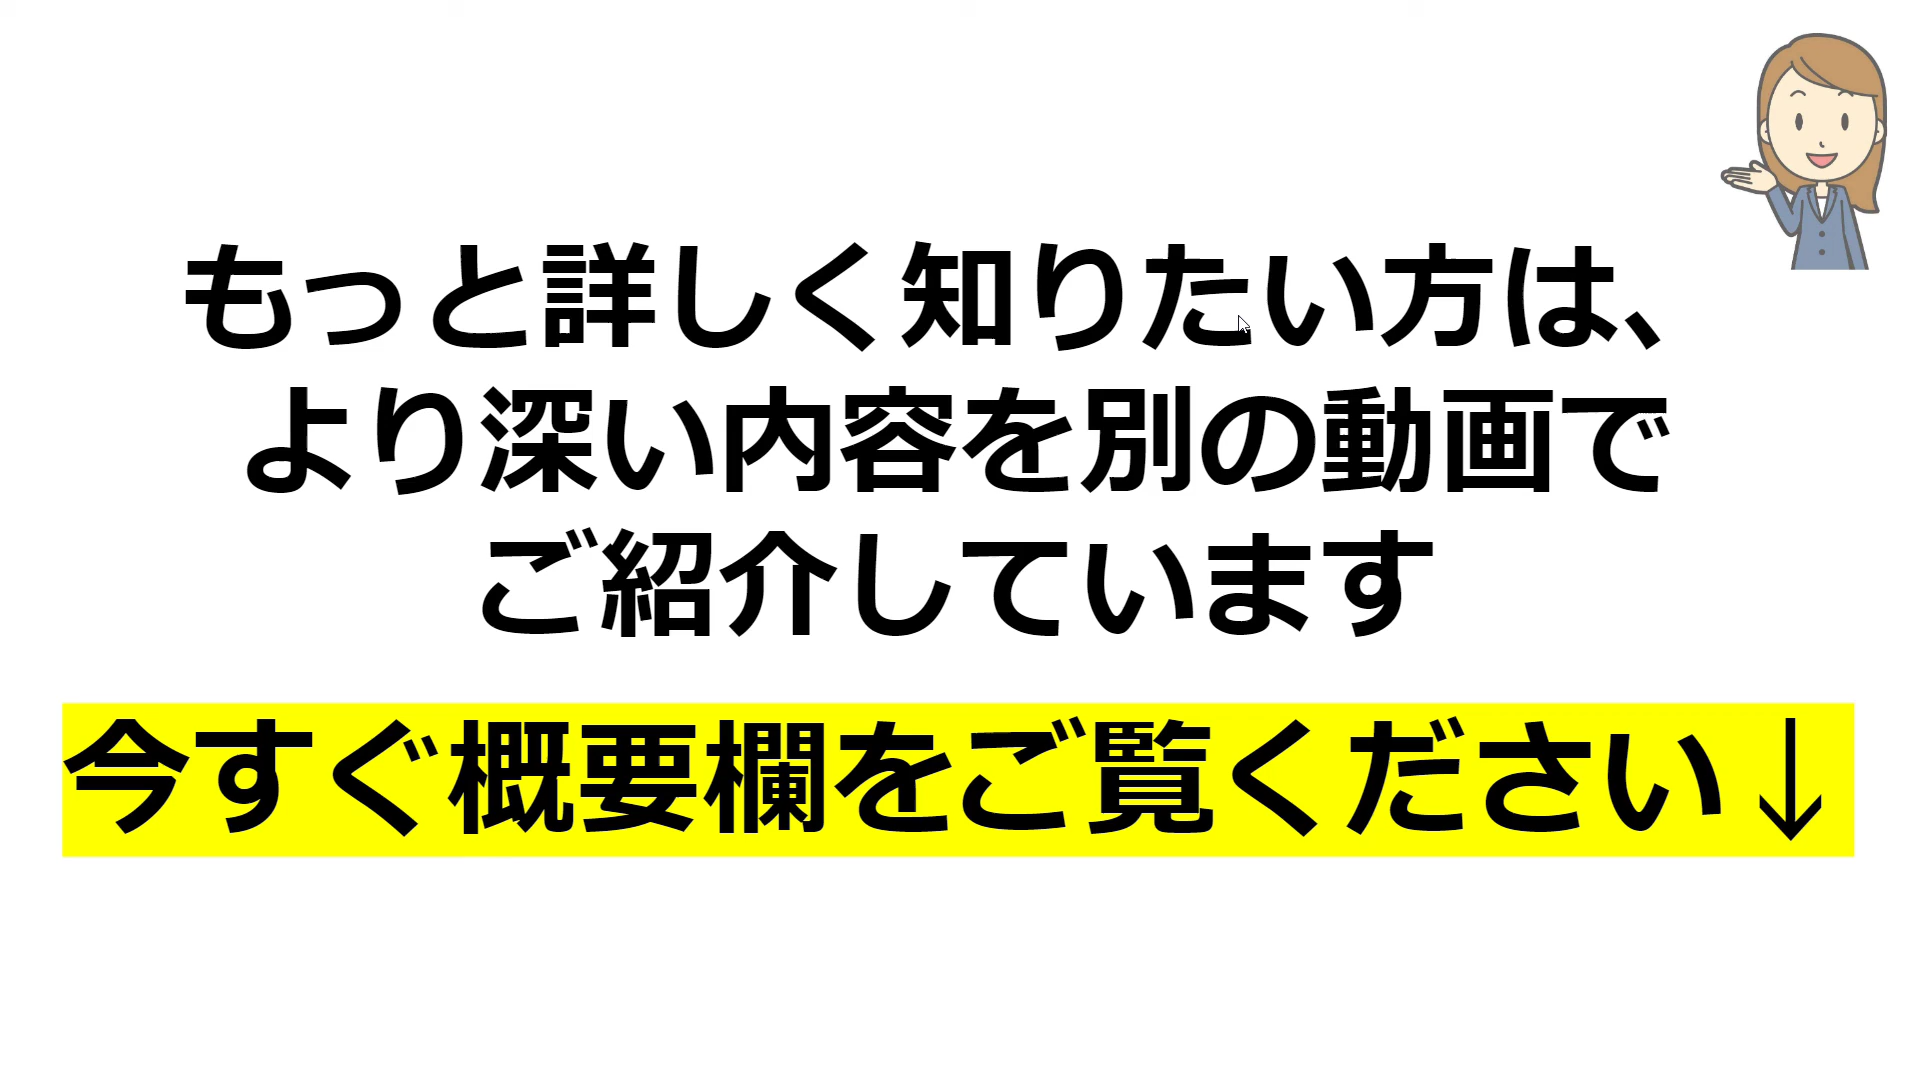 もっと詳しく知りたい方は、
より深い内容を別の動画で
ご紹介しています
今すぐ概要欄をご覧ください↓